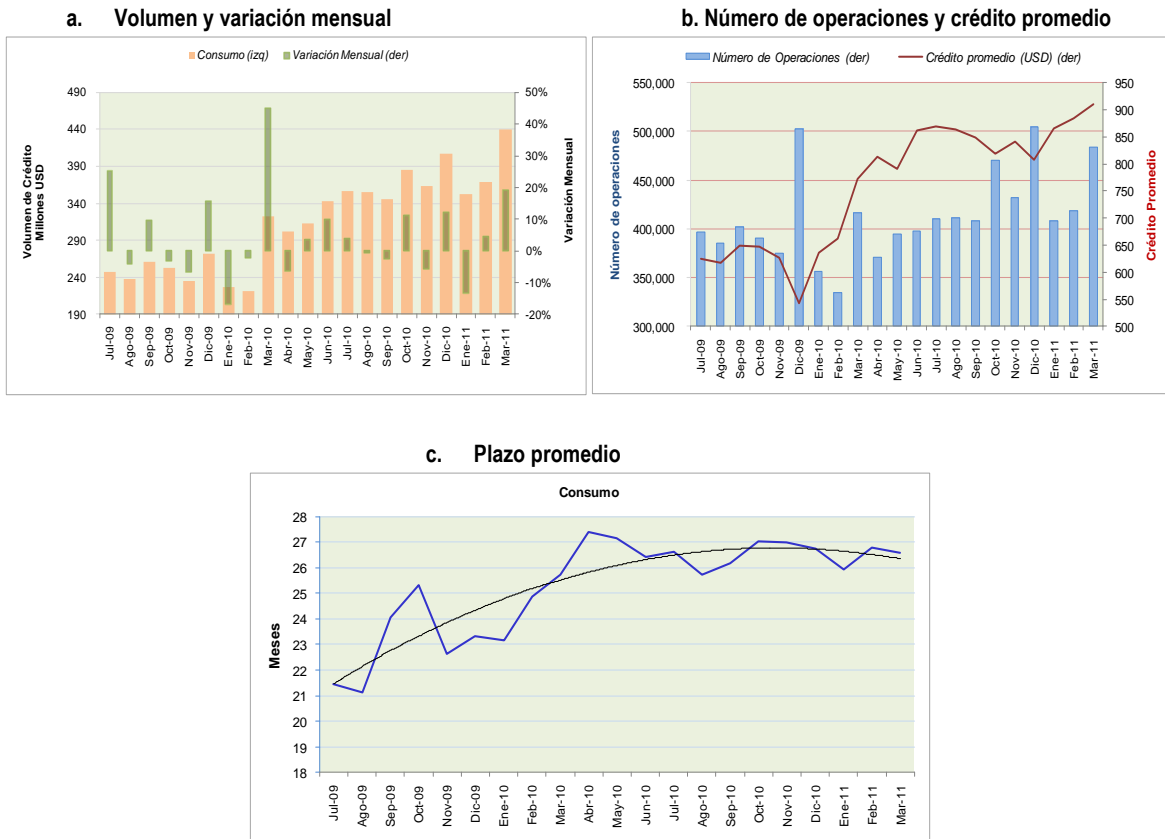 a. Volumen y variación mensual
Consumo (izq)
Variación Mensual (der)
Volumen de Crédito
Millones USD
490
440
390
340
290
240
190
50%
40%
30%
20%
10%
0%
-10%
-20%
Variación Mensual
Jul-09
Ago-09
Sep-09
Oct-09
Nov-09
Dic-09
Ene-10
Feb-10
Mar-10
Abr-10
May-10
Jun-10
Jul-10
Ago-10
Sep-10
Oct-10
Nov-10
Dic-10
Ene-11
Feb-11
Mar-11
b. Número de operaciones y crédito promedio
Número de Operaciones (der)
Crédito promedio (USD) (der)
Número de operaciones
550,000
500,000
450,000
400,000
350,000
300,000
950
900
850
800
750
700
650
600
550
500
Crédito Promedio
Jul-09
Ago-09
Sep-09
Oct-09
Nov-09
Dic-09
Ene-10
Feb-10
Mar-10
Abr-10
May-10
Jun-10
Jul-10
Ago-10
Sep-10
Oct-10
Nov-10
Dic-10
Ene-11
Feb-11
Mar-11
c. Plazo promedio
Consumo
Meses
28
27
26
25
24
23
22
21
20
19
18
Jul-09
Ago-09
Sep-09
Oct-09
Nov-09
Dic-09
Ene-10
Feb-10
Mar-10
Abr-10
May-10
Jun-10
Jul-10
Ago-10
Sep-10
Oct-10
Nov-10
Dic-10
Ene-11
Feb-11
Mar-11